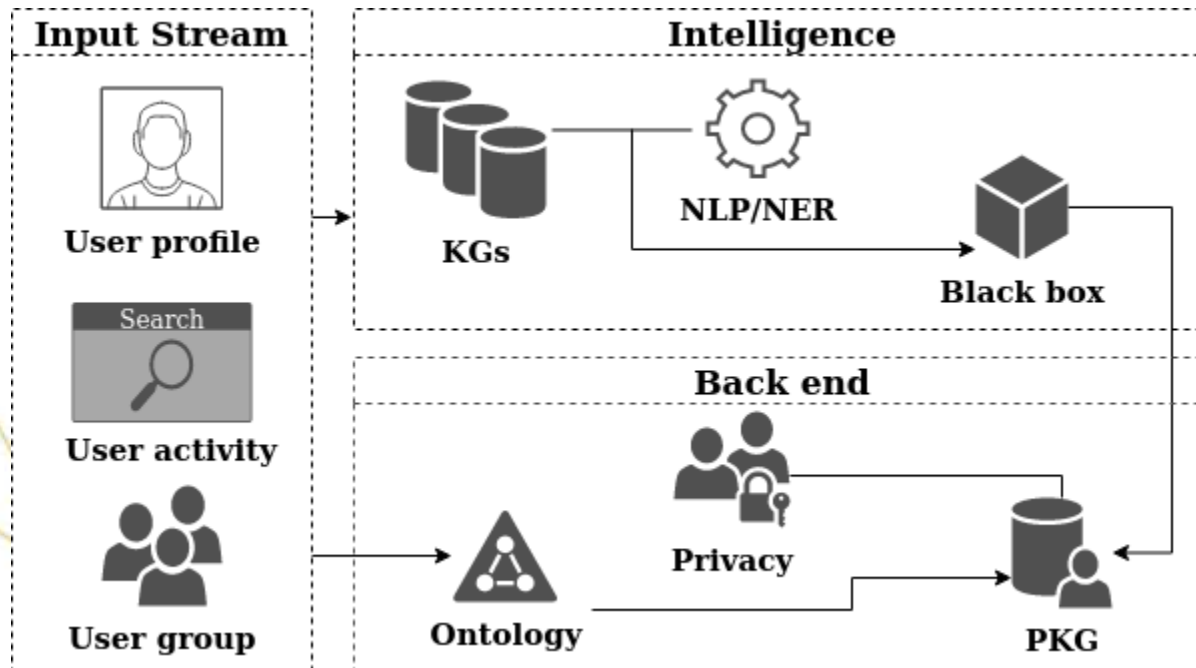 Input Stream
User profile
Search
User activity
User group
Intelligence
KGs
NLP/NER
Black box
Back end
Privacy
Ontology
PKG